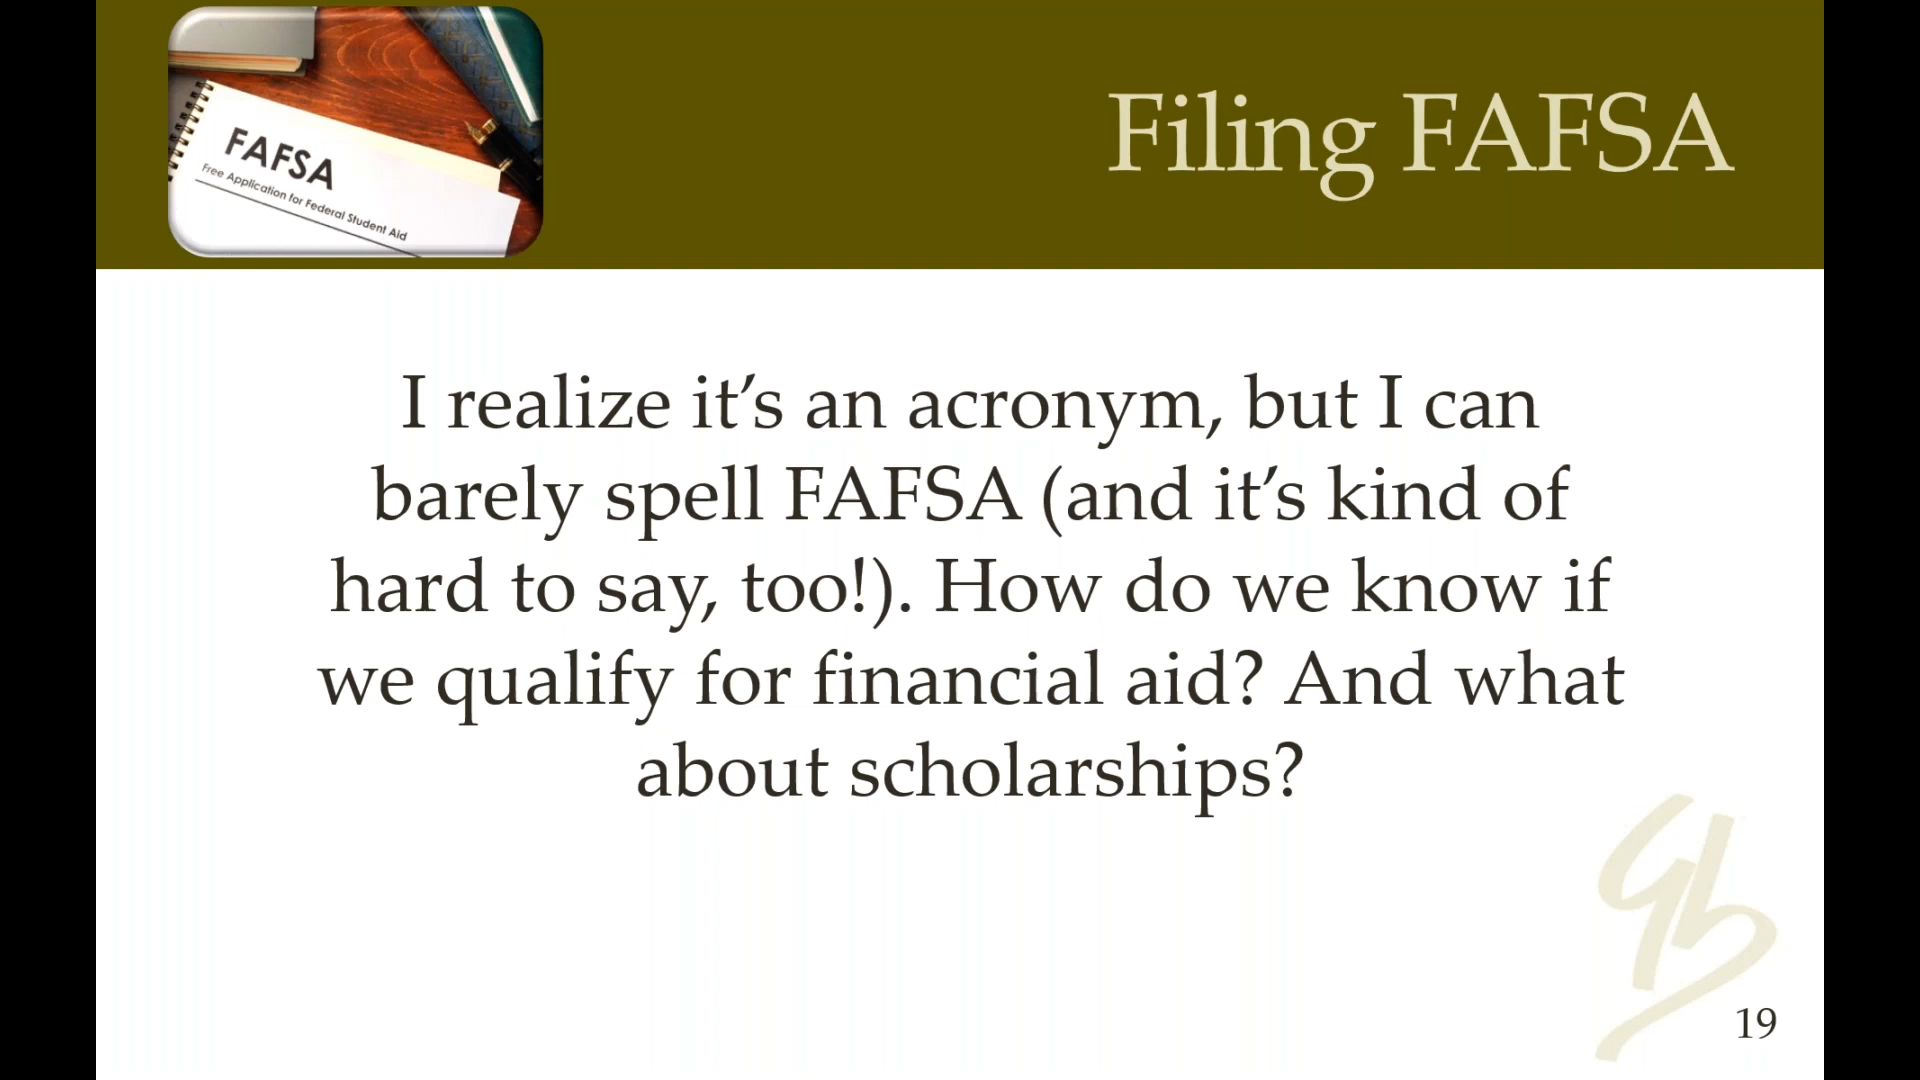 FAFSA
Free Application for Federal Student Aid
Filing FAFSA
I realize it’s an acronym, but I can
barely spell FAFSA (and it’s kind of
hard to say, too!). How do we know if
we qualify for financial aid? And what
about scholarships?
19